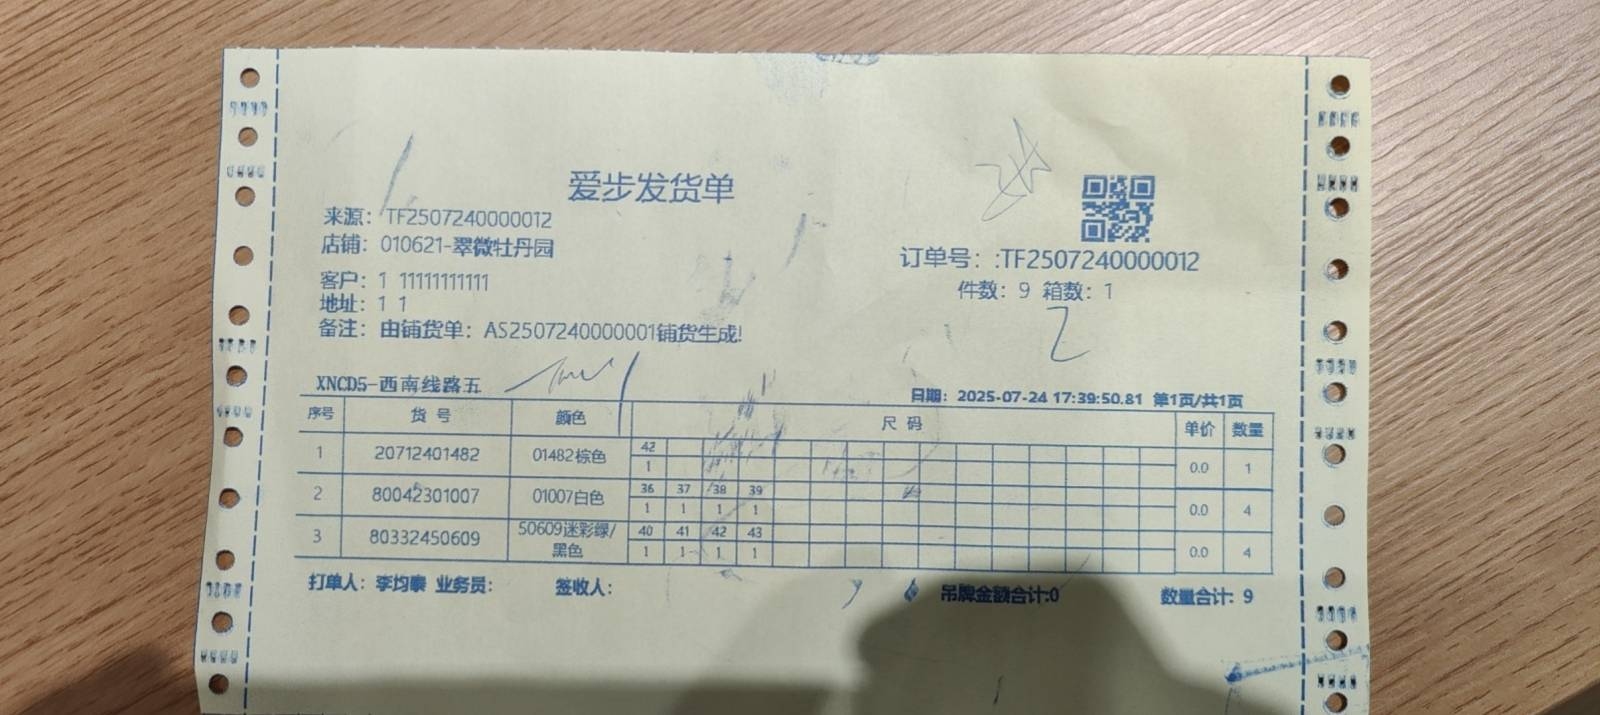 爱步发货单
来源：TF2507240000012
店铺：010621-翠微牡丹园
订单号：:TF2507240000012
客户：1 11111111111
件数：9 箱数：1
地址：1 1
备注：由铺货单：AS2507240000001铺货生成!
2
XNCD5-西南线路五
日期：2025-07-24 17:39:50.81 第1页/共1页
序号 货 号 颜色 尺 码 单价 数量
1 20712401482 01482棕色 42 0.0 1
1
2 80042301007 01007白色 36 37 38 39 0.0 4
1 1 1 1
3 80332450609 50609迷彩绿/黑色 40 41 42 43 0.0 4
1 1 1 1
打单人：李均泰 业务员： 签收人： 吊牌金额合计:0 数量合计: 9